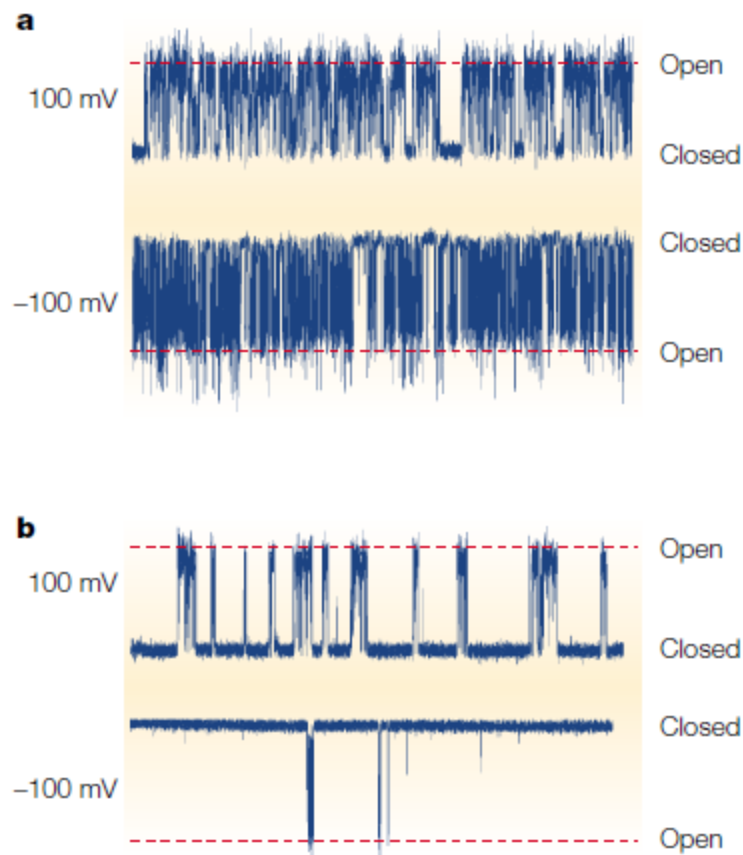 a
Open
100 mV
Closed
Closed
−100 mV
Open
b
Open
100 mV
Closed
Closed
−100 mV
Open